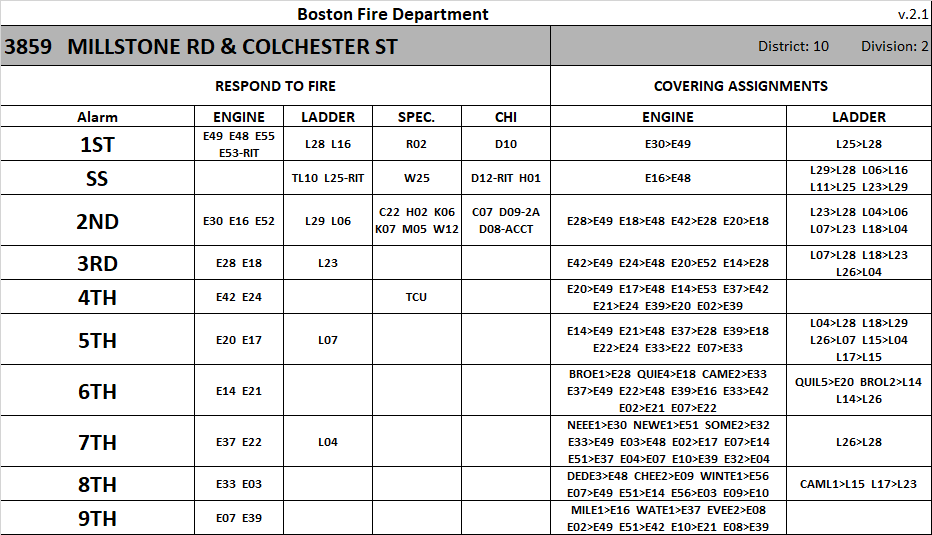 Boston Fire Department v.2.1
3859 MILLSTONE RD & COLCHESTER ST District: 10 Division: 2
RESPOND TO FIRE COVERING ASSIGNMENTS
Alarm ENGINE LADDER SPEC. CHI ENGINE LADDER
1ST
E49 E48 E55
E53-RIT
L28 L16
R02
D10
E30>E49
L25>L28
SS
TL10 L25-RIT
W25
D12-RIT H01
E16>E48
L29>L28 L06>L16
L11>L25 L23>L29
2ND
E30 E16 E52
L29 L06
C22 H02 K06
K07 M05 W12
C07 D09-2A
D08-ACCT
E28>E49 E18>E48 E42>E28 E20>E18
L23>L28 L04>L06
L07>L23 L18>L04
3RD
E28 E18
L23
E42>E49 E24>E48 E20>E52 E14>E28
L07>L28 L18>L23
L26>L04
4TH
E42 E24
TCU
E20>E49 E17>E48 E14>E53 E37>E42
E21>E24 E39>E20 E02>E39
5TH
E20 E17
L07
E14>E49 E21>E48 E37>E28 E39>E18
E22>E24 E33>E22 E07>E33
L04>L28 L18>L29
L26>L07 L15>L04
L17>L15
6TH
E14 E21
BROE1>E28 QUIE4>E18 CAME2>E33
E37>E49 E22>E48 E39>E16 E33>E42
E02>E21 E07>E22
QUIL5>E20 BROL2>L14
L14>L26
7TH
E37 E22
L04
NEEE1>E30 NEWE1>E51 SOME2>E32
E33>E49 E03>E48 E02>E17 E07>E14
E51>E37 E04>E07 E10>E39 E32>E04
L26>L28
8TH
E33 E03
DEDE3>E48 CHEE2>E09 WINTE1>E56
E07>E49 E51>E14 E56>E03 E09>E10
CAML1>L15 L17>L23
9TH
E07 E39
MILE1>E16 WATE1>E37 EVEE2>E08
E02>E49 E51>E42 E10>E21 E08>E39